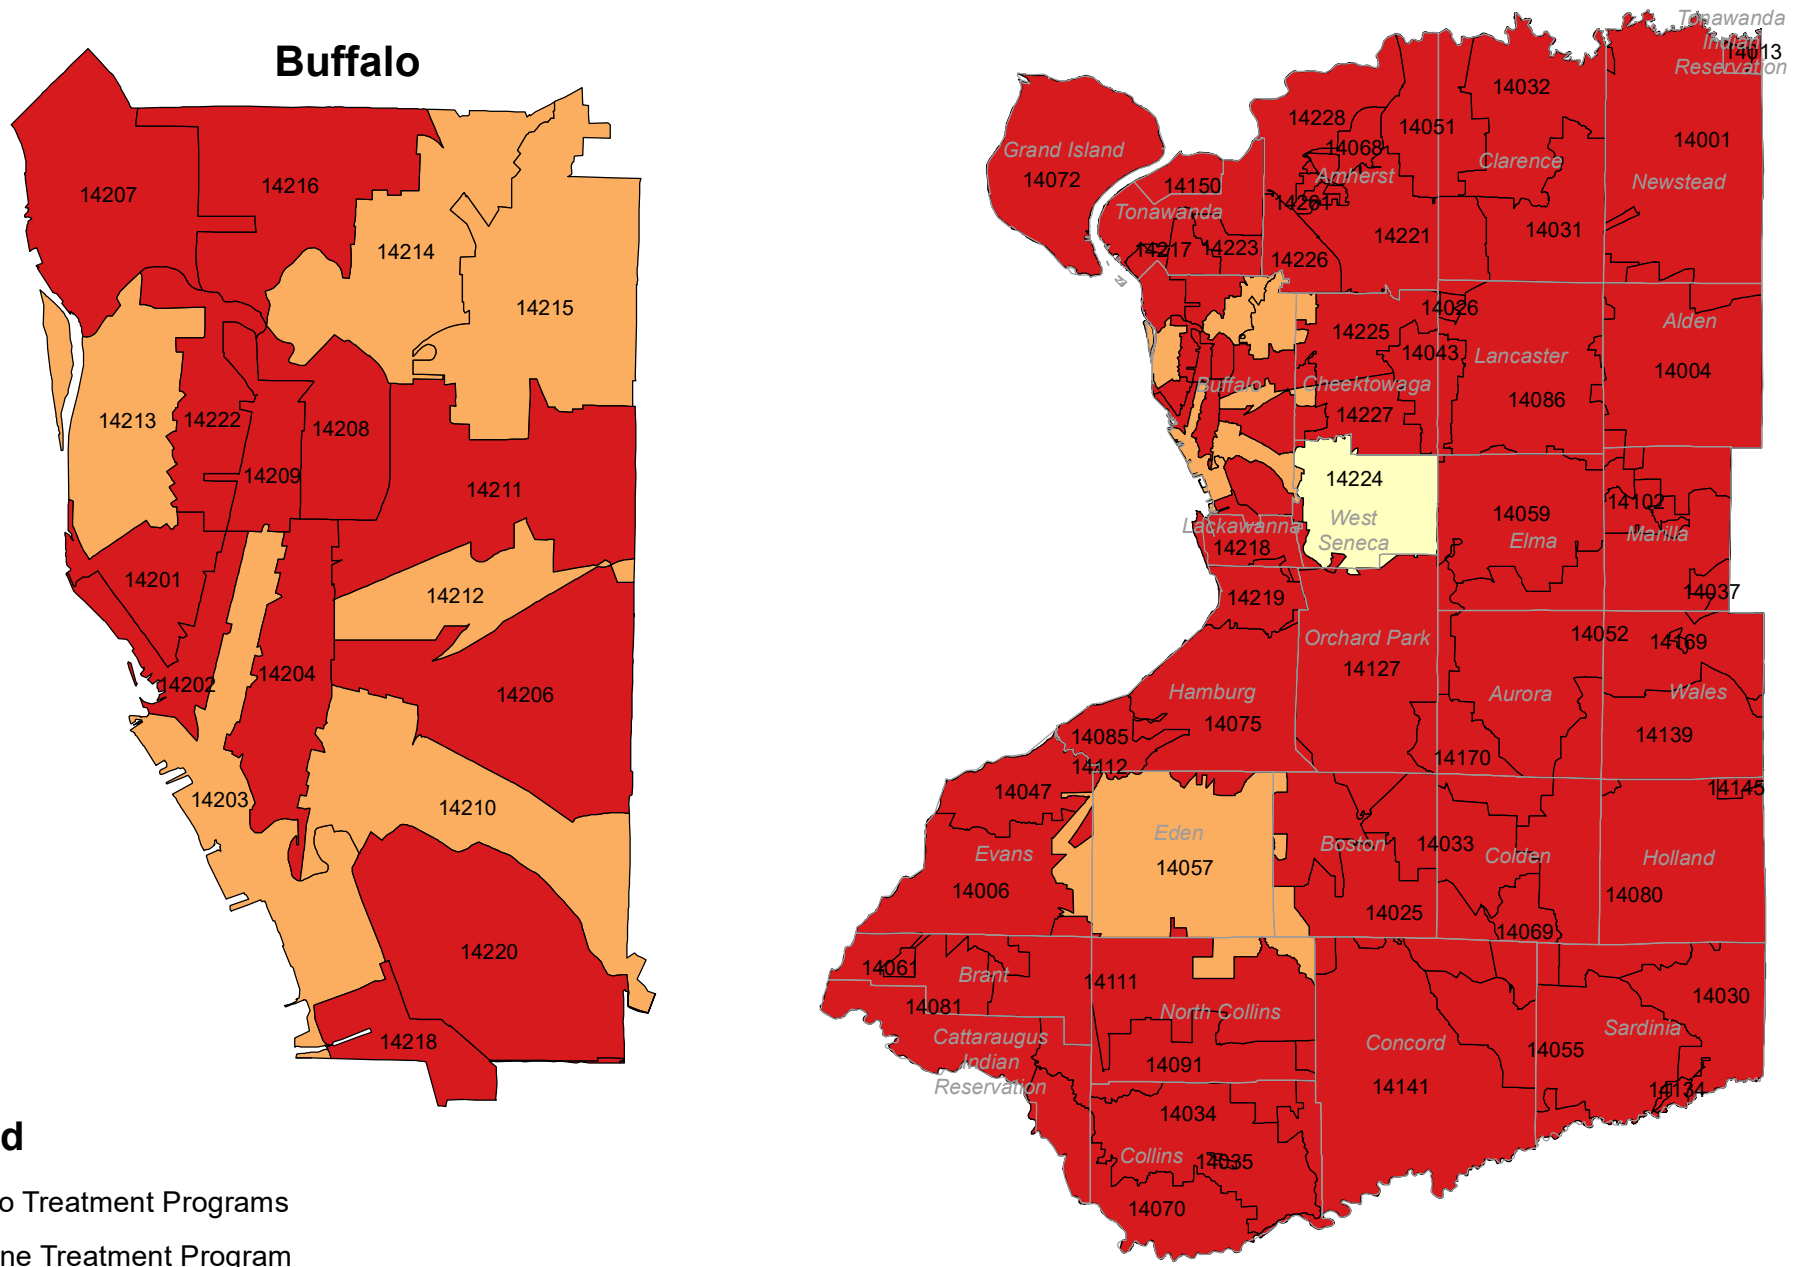 Buffalo
14207
14216
14214
14215
14213
14222
14208
14209
14211
14201
14212
14202
14204
14206
14203
14210
14220
14218
d
o Treatment Programs
ne Treatment Program
Tonawanda
Indian
Reservation
14013
14032
14228
14051
14001
14068
Grand Island
14072
Clarence
Amherst
Newstead
14150
Tonawanda
14261
14031
14221
14217
14223
14226
14026
Alden
14225
14043
Lancaster
14004
Buffalo
Cheektowaga
14086
14227
14224
14102
14059
West
Seneca
Elma
Marilla
Lackawanna
14218
14037
14219
14052
14169
Orchard Park
14127
Hamburg
Aurora
Wales
14075
14085
14139
14170
14112
14047
14145
Eden
Evans
14057
Boston
14033
Colden
Holland
14006
14080
14025
14069
14061
Brant
14111
14081
14030
North Collins
Sardinia
Cattaraugus
Indian
Reservation
Concord
14055
14091
14141
14134
14034
Collins
14035
14070